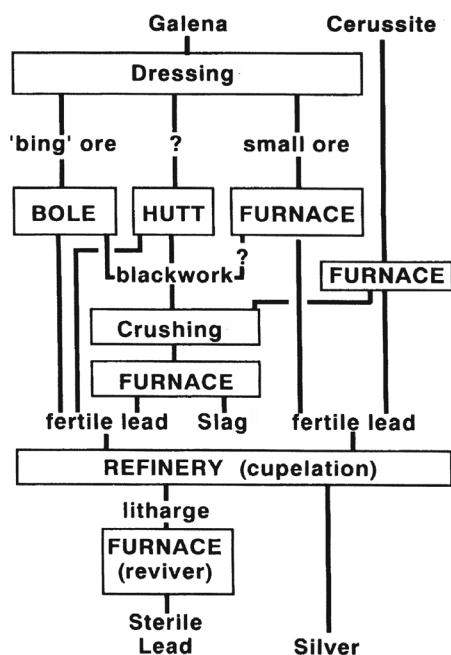 Galena Cerussite
Dressing
'bing' ore ? small ore
BOLE HUTT FURNACE
?
blackwork FURNACE
Crushing
FURNACE
fertile lead Slag fertile lead
REFINERY (cupelation)
litharge
FURNACE
(reviver)
Sterile
Lead Silver